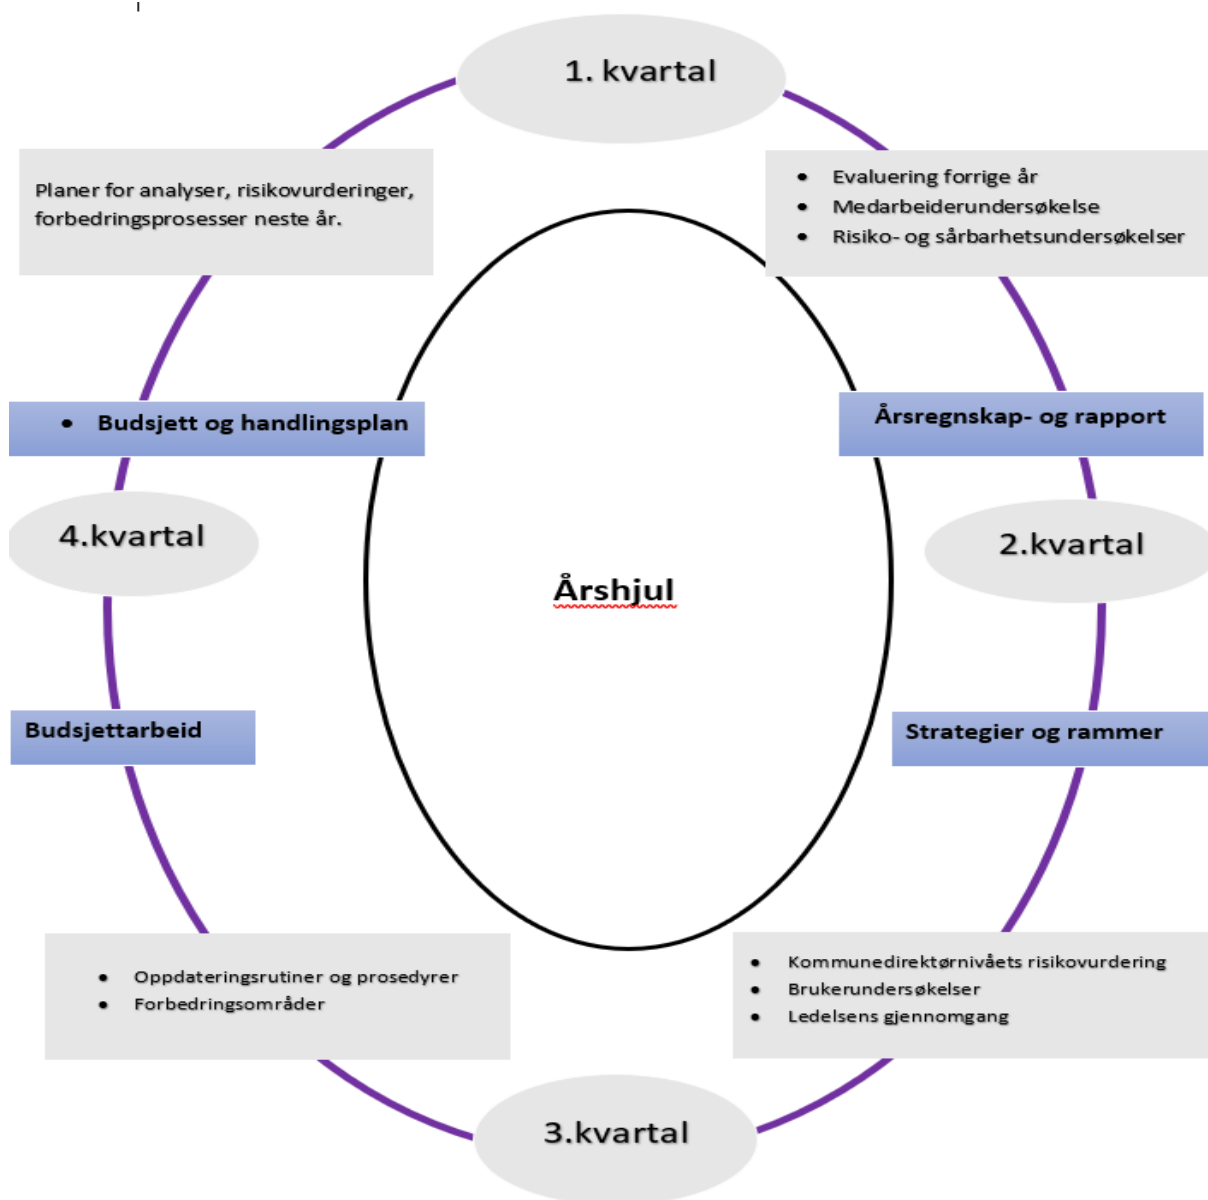 1. kvartal
Planer for analyser, risikovurderinger,
forbedringsprosesser neste år.
• Evaluering forrige år
• Medarbeiderundersøkelse
• Risiko- og sårbarhetsundersøkelser
• Budsjett og handlingsplan
Årsregnskap- og rapport
4.kvartal
2.kvartal
Årshjul
Budsjettarbeid
Strategier og rammer
• Oppdateringsrutiner og prosedyrer
• Forbedringsområder
• Kommunedirektørnivåets risikovurdering
• Brukerundersøkelser
• Ledelsens gjennomgang
3.kvartal